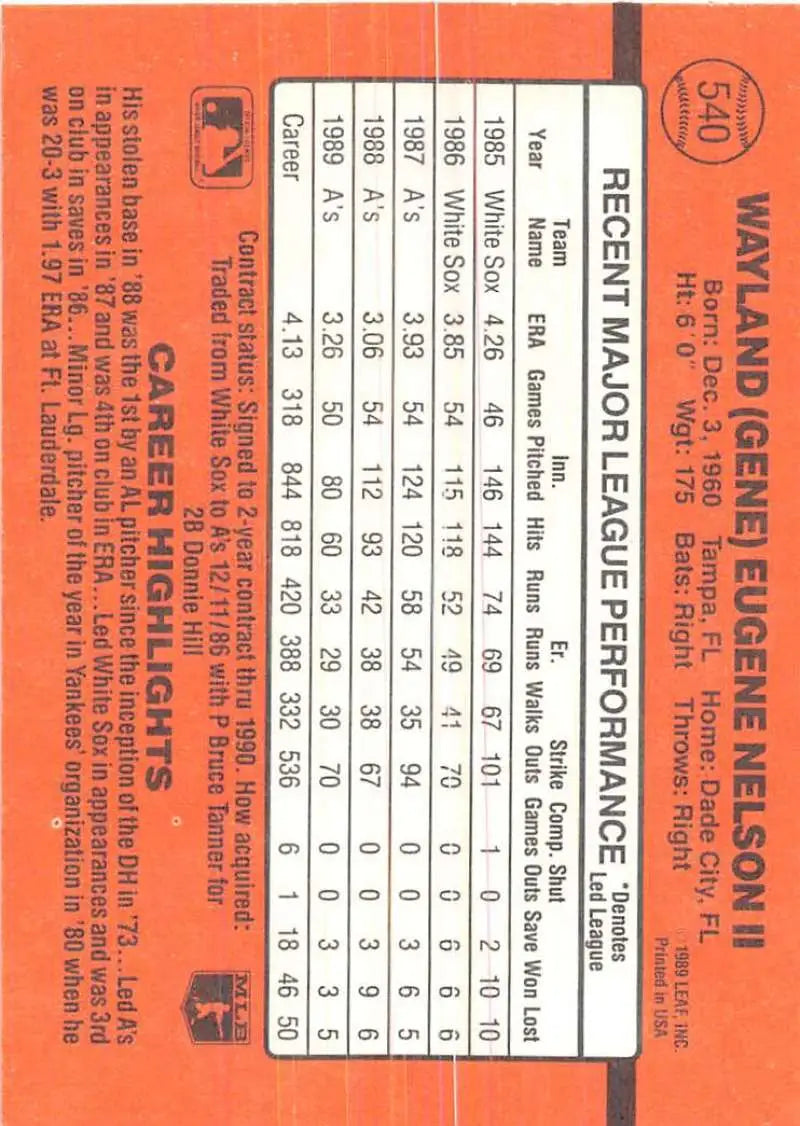 540
WAYLAND (GENE) EUGENE NELSON II
Born: Dec. 3, 1960 Tampa, FL Home: Dade City, FL
Ht: 6'0" Wgt: 175 Bats: Right Throws: Right
© 1989 LEAF, INC.
Printed in USA
RECENT MAJOR LEAGUE PERFORMANCE *Denotes Led League
Team Inn. Er. Strike Comp. Shut
Year Name ERA Games Pitched Hits Runs Runs Walks Outs Games Outs Save Won Lost
1985 White Sox 4.26 46 146 144 74 69 67 101 1 0 2 10 10
1986 White Sox 3.85 54 115 118 52 49 41 70 0 0 6 6 6
1987 A's 3.93 54 124 120 58 54 35 94 0 0 3 6 5
1988 A's 3.06 54 112 93 42 38 38 67 0 0 3 9 6
1989 A's 3.26 50 80 60 33 29 30 70 0 0 3 3 5
Career 4.13 318 844 818 420 388 332 536 6 1 18 46 50
Contract status: Signed to 2-year contract thru 1990. How acquired:
Traded from White Sox to A's 12/11/86 with P Bruce Tanner for
2B Donnie Hill
MLB
CAREER HIGHLIGHTS
His stolen base in '88 was the 1st by an AL pitcher since the inception of the DH in '73...Led A's
in appearances in '87 and was 4th on club in ERA...Led White Sox in appearances and was 3rd
on club in saves in '86...Minor Lg. pitcher of the year in Yankees' organization in '80 when he
was 20-3 with 1.97 ERA at Ft. Lauderdale.